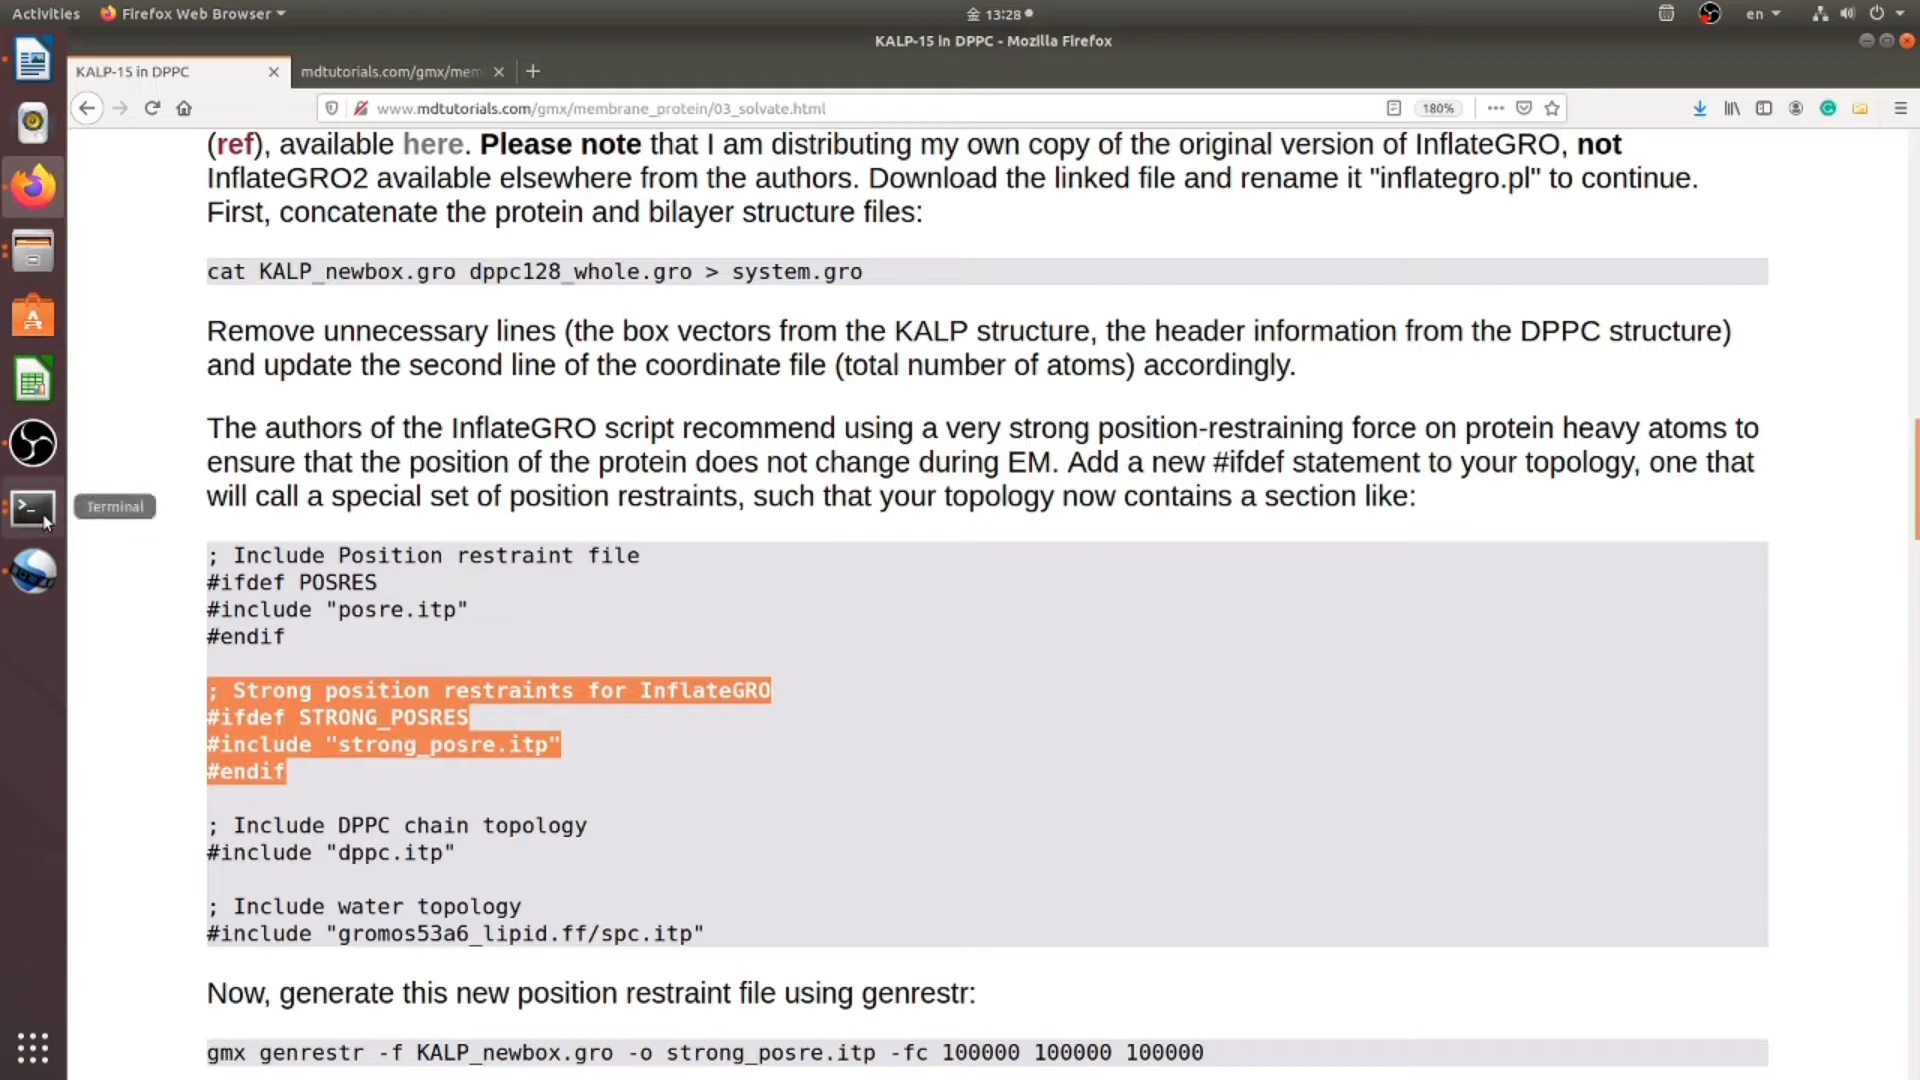 Activities Firefox Web Browser 金 13:28 en
KALP-15 in DPPC - Mozilla Firefox
KALP-15 in DPPC mdtutorials.com/gmx/mem
www.mdtutorials.com/gmx/membrane_protein/03_solvate.html 180%
(ref), available here. Please note that I am distributing my own copy of the original version of InflateGRO, not
InflateGRO2 available elsewhere from the authors. Download the linked file and rename it "inflategro.pl" to continue.
First, concatenate the protein and bilayer structure files:
cat KALP_newbox.gro dppc128_whole.gro > system.gro
Remove unnecessary lines (the box vectors from the KALP structure, the header information from the DPPC structure)
and update the second line of the coordinate file (total number of atoms) accordingly.
The authors of the InflateGRO script recommend using a very strong position-restraining force on protein heavy atoms to
ensure that the position of the protein does not change during EM. Add a new #ifdef statement to your topology, one that
will call a special set of position restraints, such that your topology now contains a section like:
Terminal
; Include Position restraint file
#ifdef POSRES
#include "posre.itp"
#endif
; Strong position restraints for InflateGRO
#ifdef STRONG_POSRES
#include "strong_posre.itp"
#endif
; Include DPPC chain topology
#include "dppc.itp"
; Include water topology
#include "gromos53a6_lipid.ff/spc.itp"
Now, generate this new position restraint file using genrestr:
gmx genrestr -f KALP_newbox.gro -o strong_posre.itp -fc 100000 100000 100000